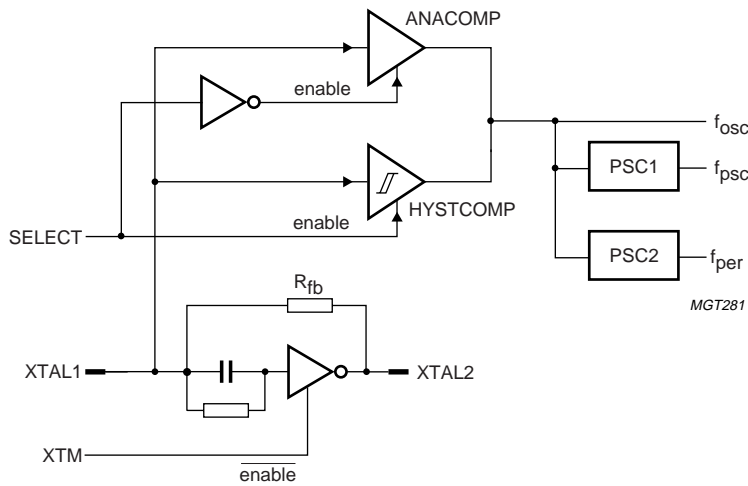 ANACOMP
enable
fosc
PSC1
fpsc
HYSTCOMP
enable
SELECT
PSC2
fper
Rfb
MGT281
XTAL1
XTAL2
XTM
enable